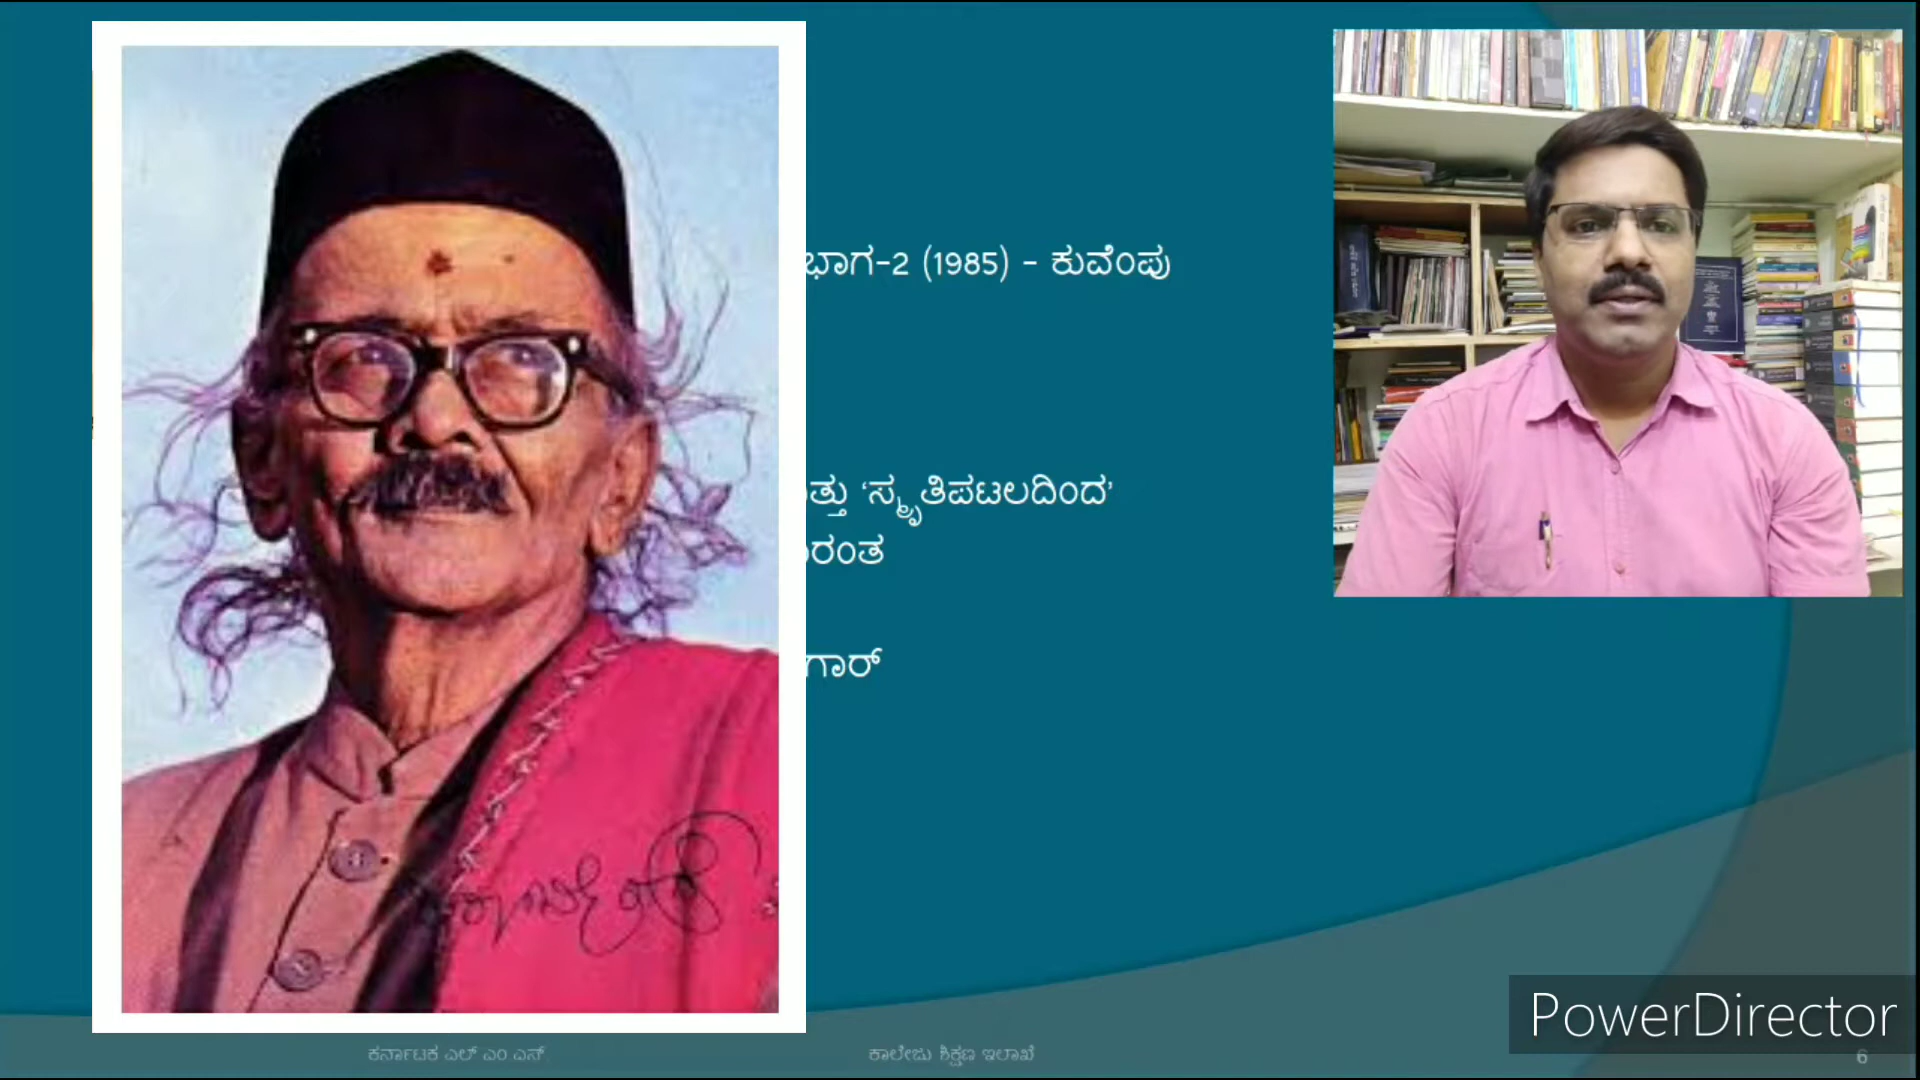 ಭಾಗ-2 (1985) - ಕುವೆಂಪು
‘ಸ್ಮೃತಿಪಟಲದಿಂದ’
PowerDirector
ಕರ್ನಾಟಕ ಎಲ್ ಎಂ ಎಸ್
ಕಾಲೇಜು ಶಿಕ್ಷಣ ಇಲಾಖೆ
6